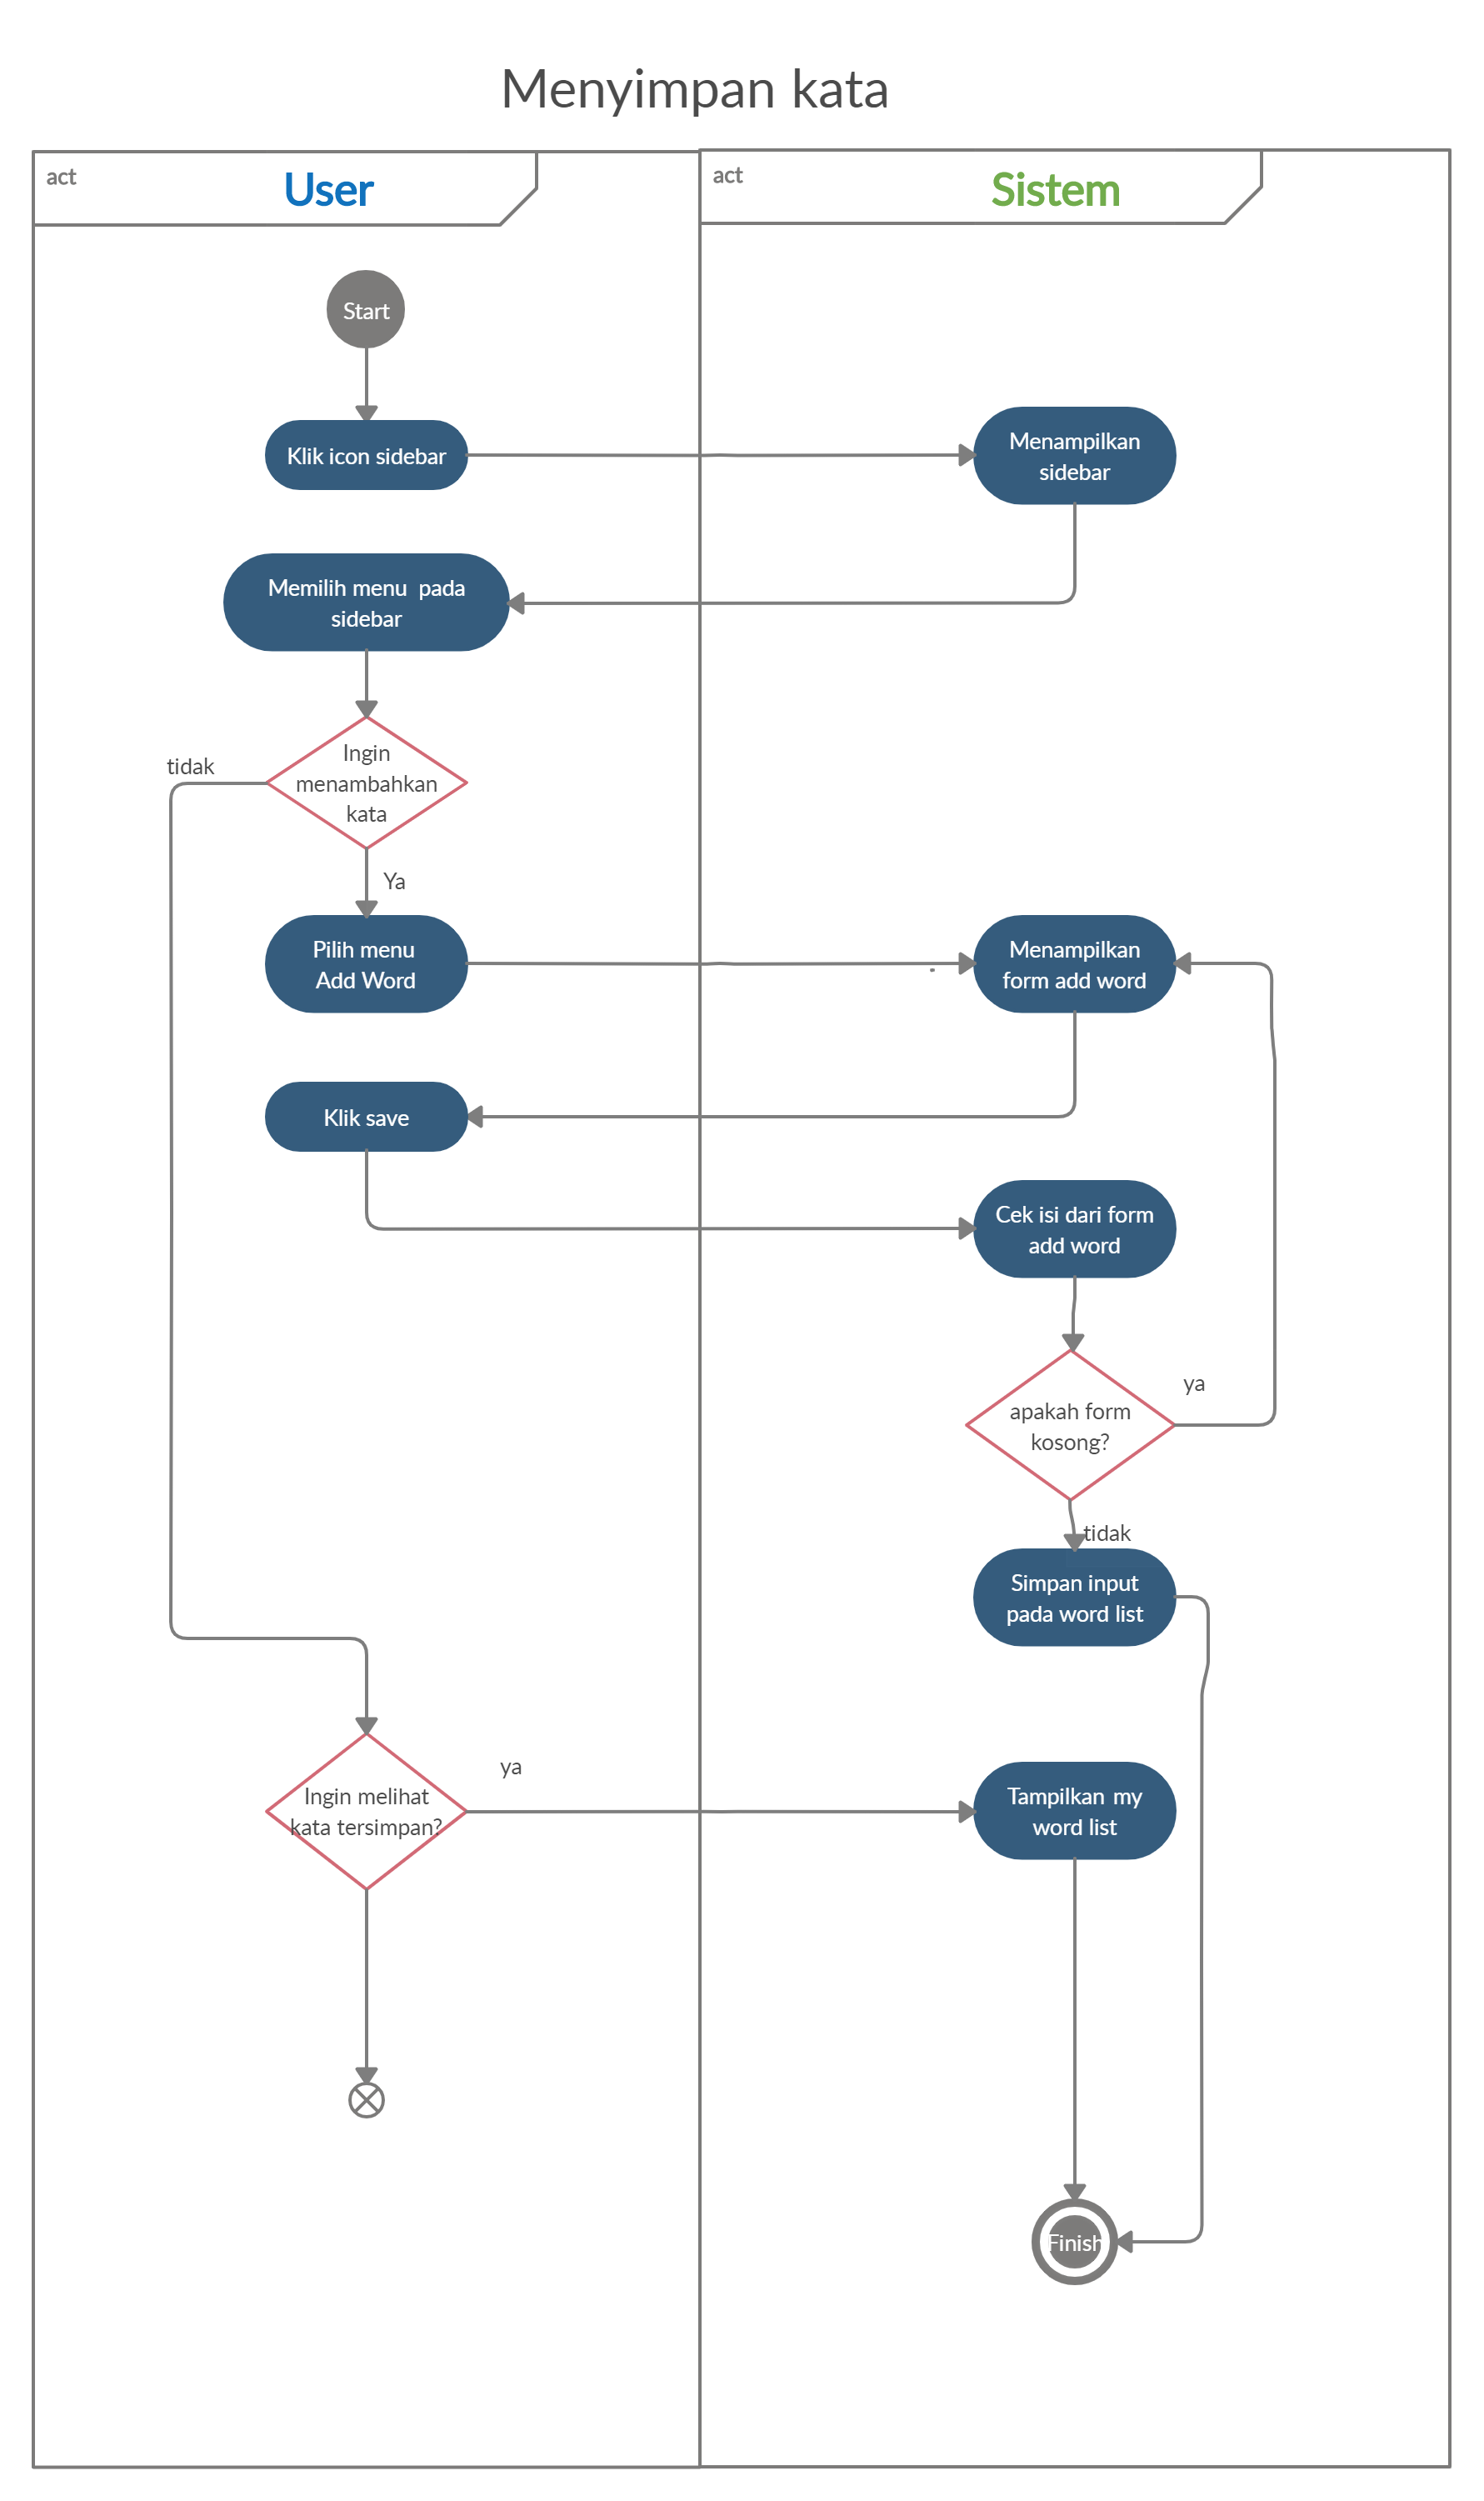 Menyimpan kata
act
User
act
Sistem
Start
Klik icon sidebar
Menampilkan
sidebar
Memilih menu pada
sidebar
Ingin
menambahkan
kata
tidak
Ya
Pilih menu
Add Word
Menampilkan
form add word
Klik save
Cek isi dari form
add word
apakah form
kosong?
ya
tidak
Simpan input
pada word list
Ingin melihat
kata tersimpan?
ya
Tampilkan my
word list
Finish